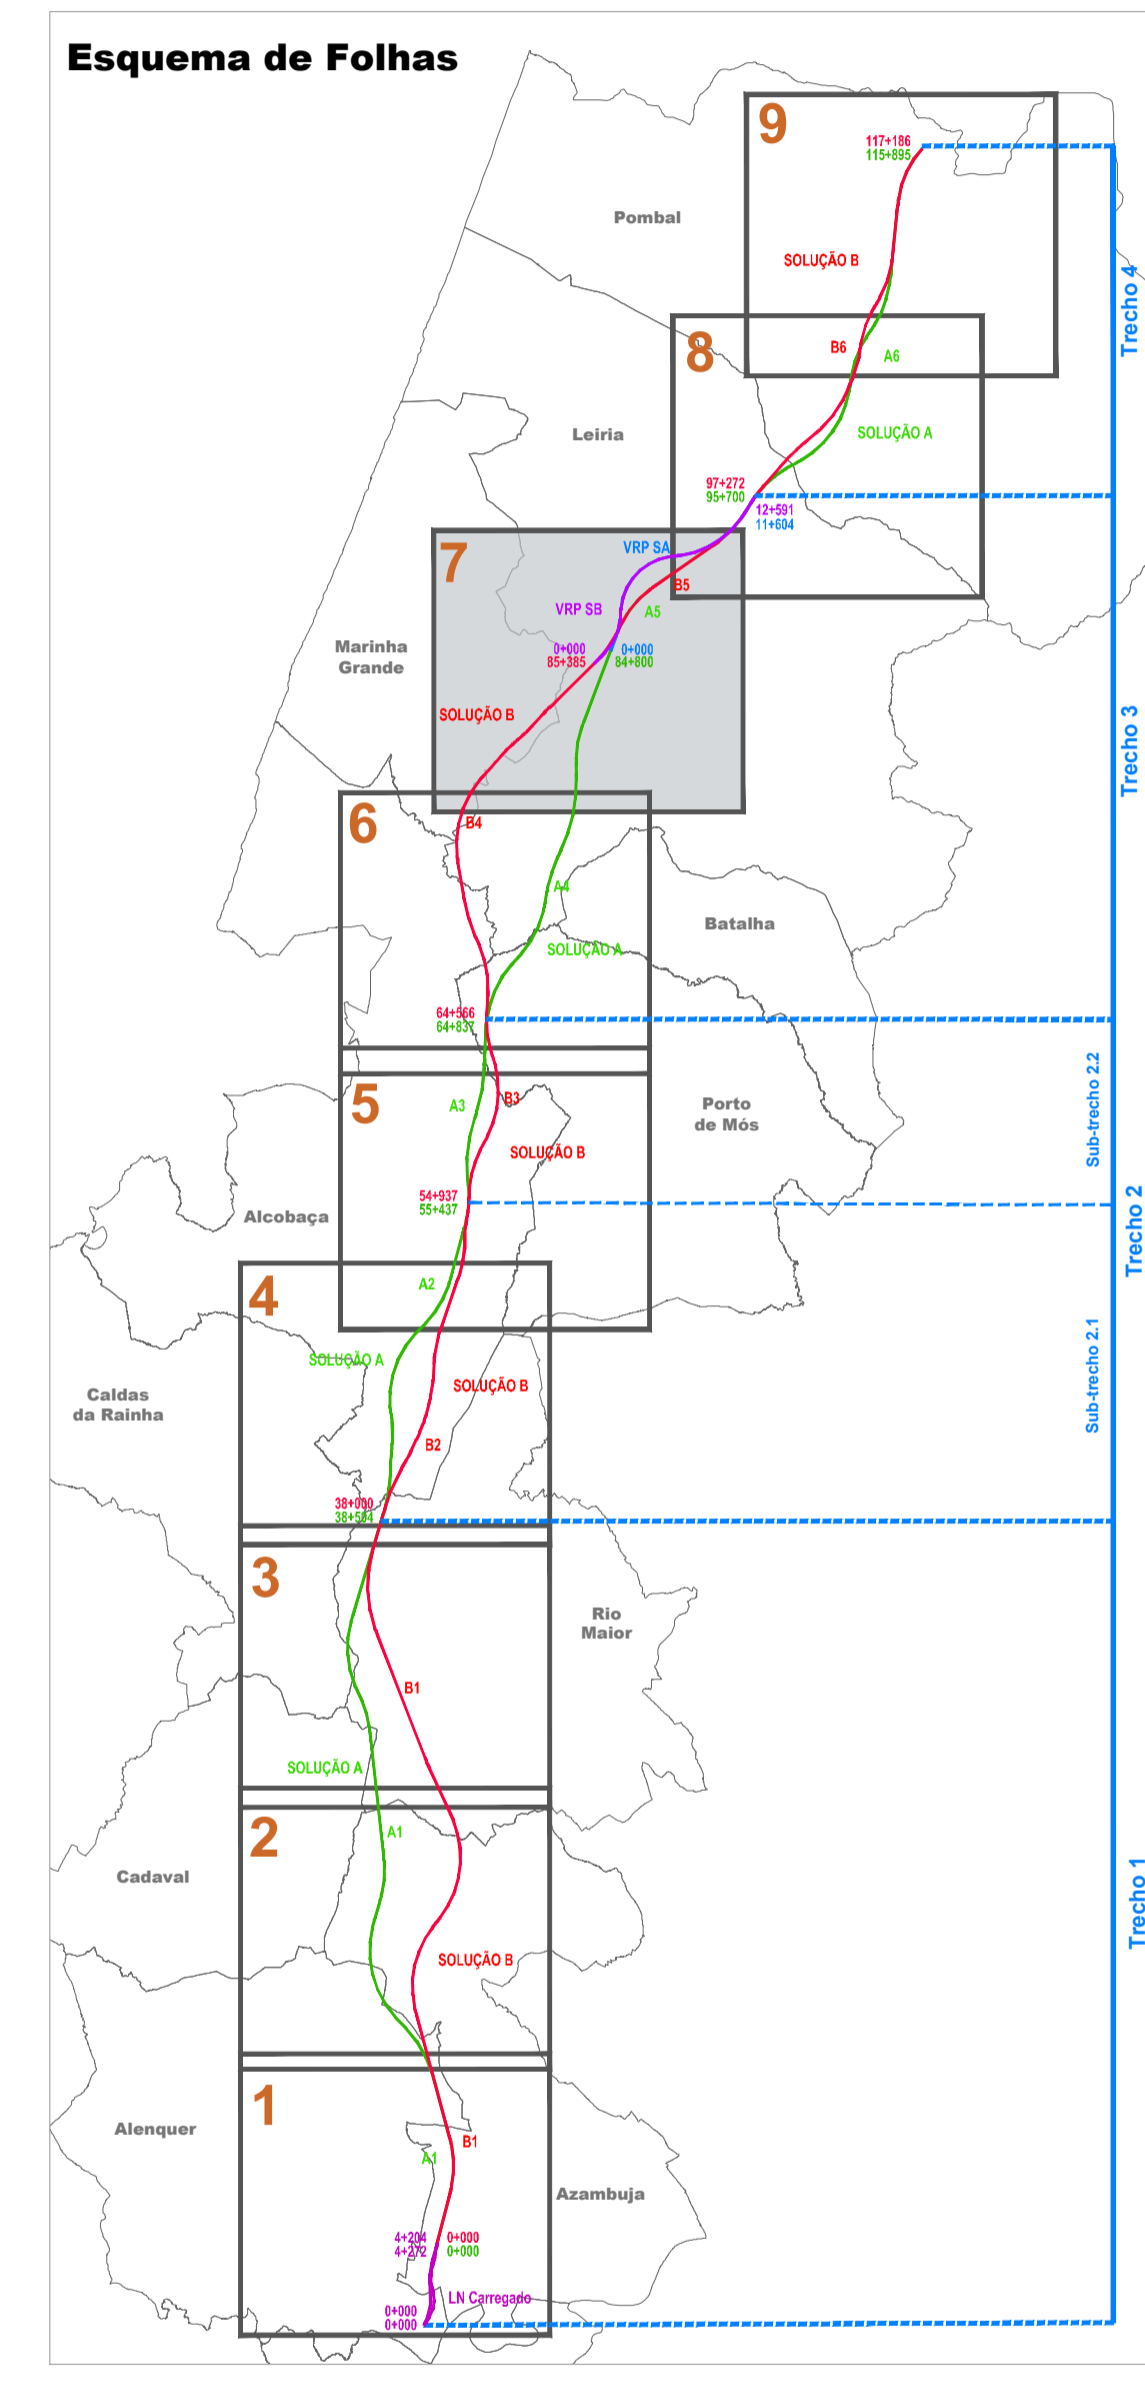 Esquema de Folhas
9
117+186
115+895
Pombal
SOLUÇÃO B
Trecho 4
8
B6
A6
Leiria
SOLUÇÃO A
97+272
95+700
12+591
11+604
7
VRP SA
B5
VRP SB
A5
Marinha
Grande
0+000
85+385
0+000
84+800
SOLUÇÃO B
Trecho 3
6
B4
A4
Batalha
SOLUÇÃO A
64+566
64+837
5
A3
B3
Porto
de Mós
Sub-trecho 2.2
SOLUÇÃO B
54+937
55+437
Alcobaça
Trecho 2
4
A2
SOLUÇÃO A
SOLUÇÃO B
Caldas
da Rainha
Sub-trecho 2.1
B2
38+000
38+504
3
Rio
Maior
B1
SOLUÇÃO A
2
A1
Cadaval
Trecho 1
SOLUÇÃO B
1
Alenquer
B1
A1
Azambuja
4+204
4+272
0+000
0+000
LN Carregado
0+000
0+000